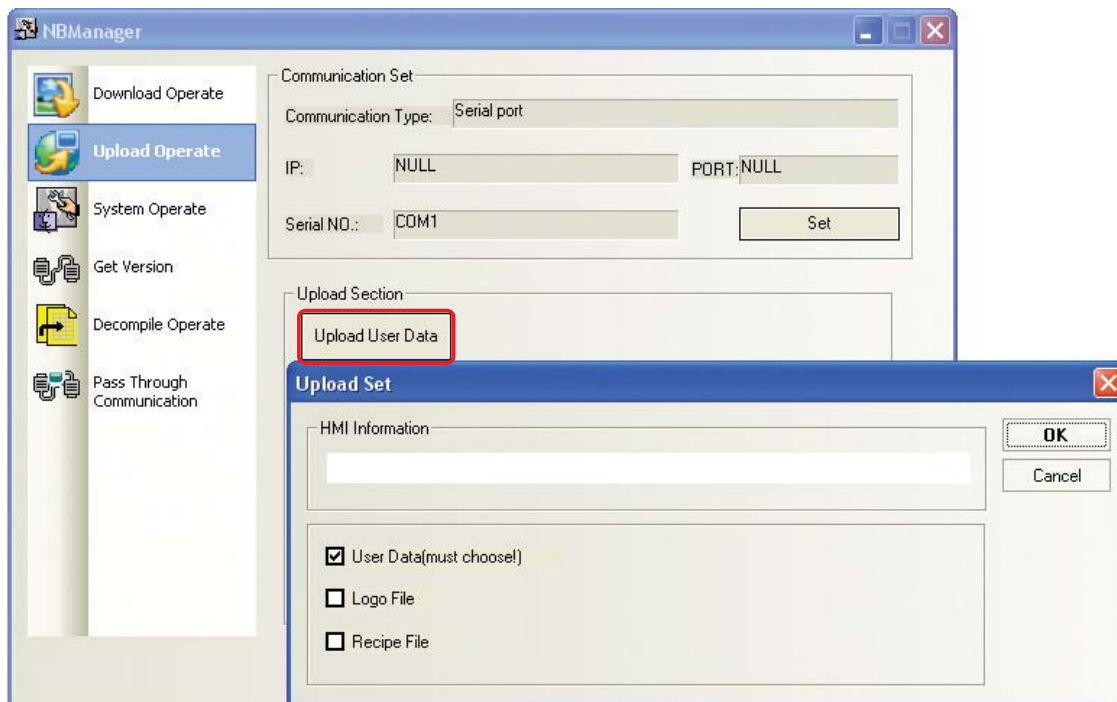 NBManager
Download Operate
Upload Operate
System Operate
Get Version
Decompile Operate
Pass Through
Communication
Communication Set
Communication Type: Serial port
IP: NULL PORT: NULL
Serial NO.: COM1 Set
Upload Section
Upload User Data
Upload Set
HMI Information
OK
Cancel
User Data(must choose!)
Logo File
Recipe File